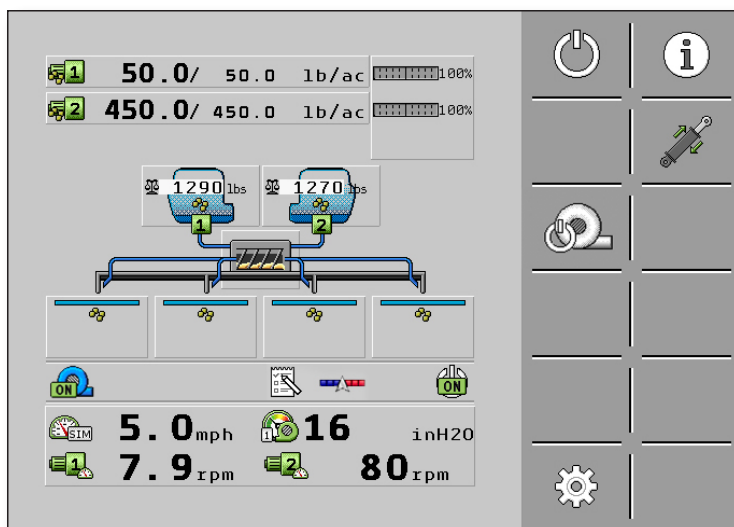 1 50.0/ 50.0 lb/ac 100%
2 450.0/ 450.0 lb/ac 100%
1290 lbs 1270 lbs
1 2
ON ON
SIM 5.0 mph 1 16 inH2O
1 7.9 rpm 2 80 rpm
i